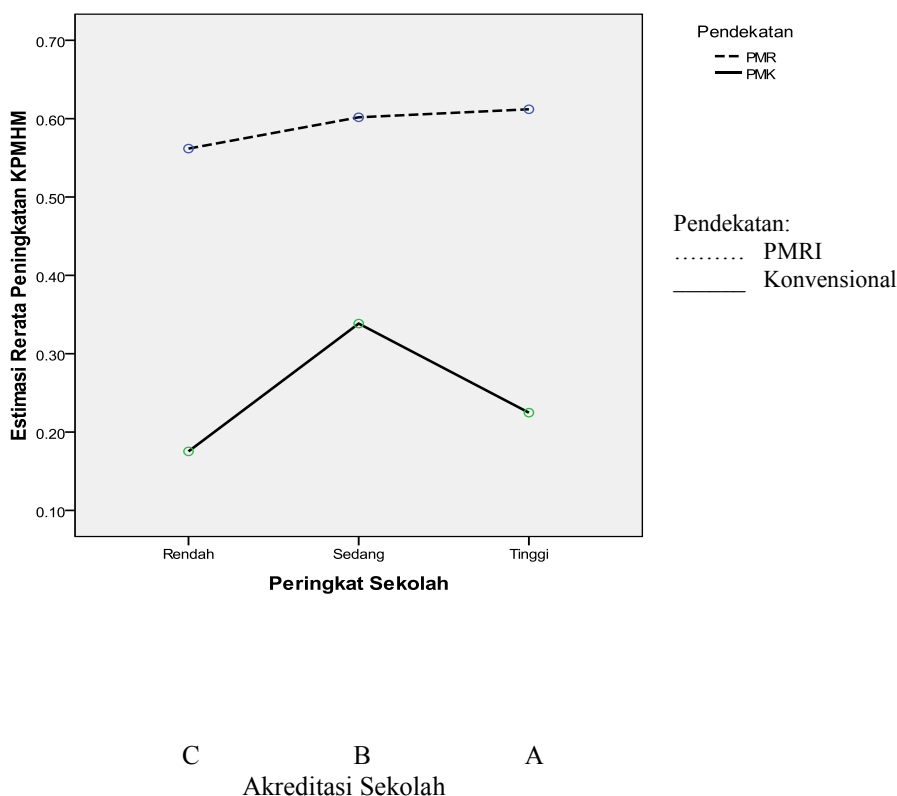 Pendekatan
PMR
PMK
0.70
0.60
0.50
0.40
0.30
0.20
0.10
Estimasi Rerata Peningkatan KPMHM
Rendah Sedang Tinggi
Peringkat Sekolah
Pendekatan:
......... PMRI
______ Konvensional
C B A
Akreditasi Sekolah